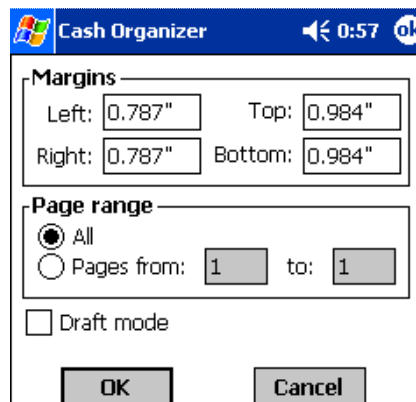 Cash Organizer 0:57 ok
Margins
Left: 0.787" Top: 0.984"
Right: 0.787" Bottom: 0.984"
Page range
All
Pages from: 1 to: 1
Draft mode
OK Cancel